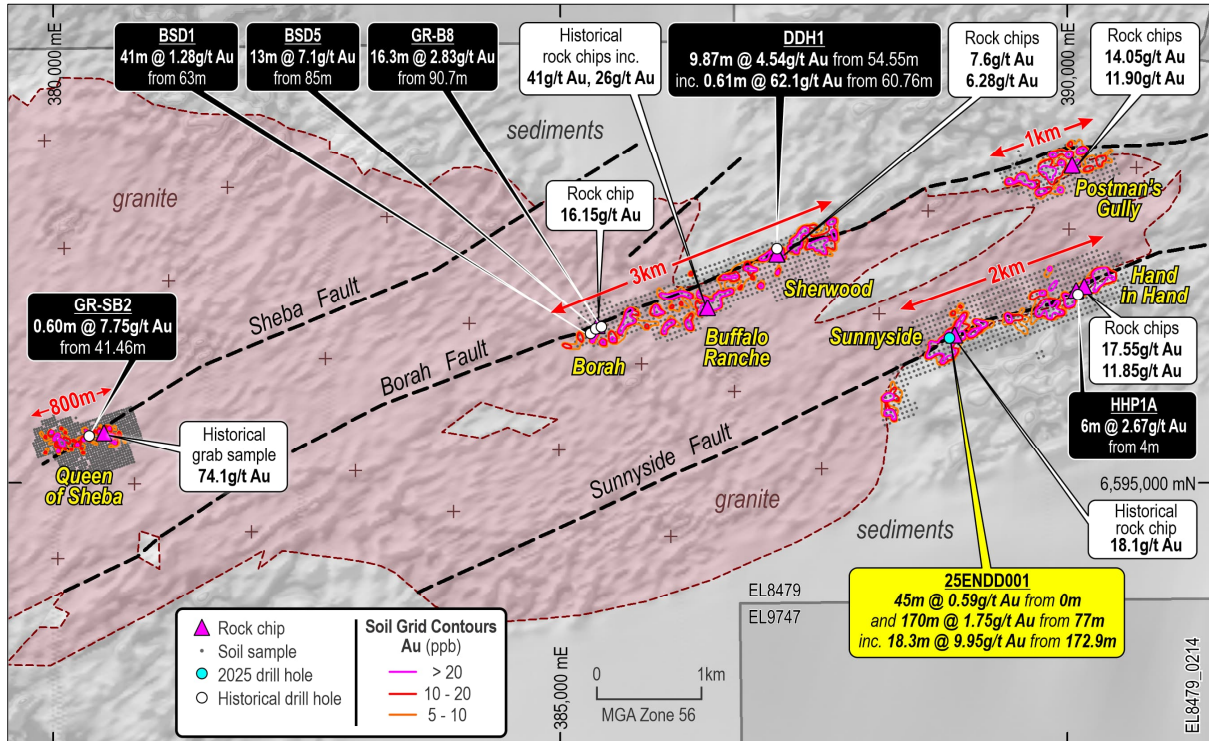 380,000 mE
BSD1
41m @ 1.28g/t Au
from 63m
BSD5
13m @ 7.1g/t Au
from 85m
GR-B8
16.3m @ 2.83g/t Au
from 90.7m
Historical
rock chips inc.
41g/t Au, 26g/t Au
DDH1
9.87m @ 4.54g/t Au from 54.55m
inc. 0.61m @ 62.1g/t Au from 60.76m
Rock chips
7.6g/t Au
6.28g/t Au
390,000 mE
Rock chips
14.05g/t Au
11.90g/t Au
sediments
1km
granite
Rock chip
16.15g/t Au
Postman's
Gully
3km
2km
Sheba Fault
Sherwood
Hand
in Hand
GR-SB2
0.60m @ 7.75g/t Au
from 41.46m
Borah Fault
Borah
Buffalo
Ranche
Sunnyside
Rock chips
17.55g/t Au
11.85g/t Au
800m
HHP1A
6m @ 2.67g/t Au
from 4m
Historical
grab sample
74.1g/t Au
Queen
of Sheba
Sunnyside Fault
granite
6,595,000 mN
sediments
Historical
rock chip
18.1g/t Au
25ENDD001
45m @ 0.59g/t Au from 0m
and 170m @ 1.75g/t Au from 77m
inc. 18.3m @ 9.95g/t Au from 172.9m
EL8479
EL9747
Rock chip
Soil sample
2025 drill hole
Historical drill hole
Soil Grid Contours
Au (ppb)
> 20
10 - 20
5 - 10
385,000 mE
0 1km
MGA Zone 56
EL8479_0214